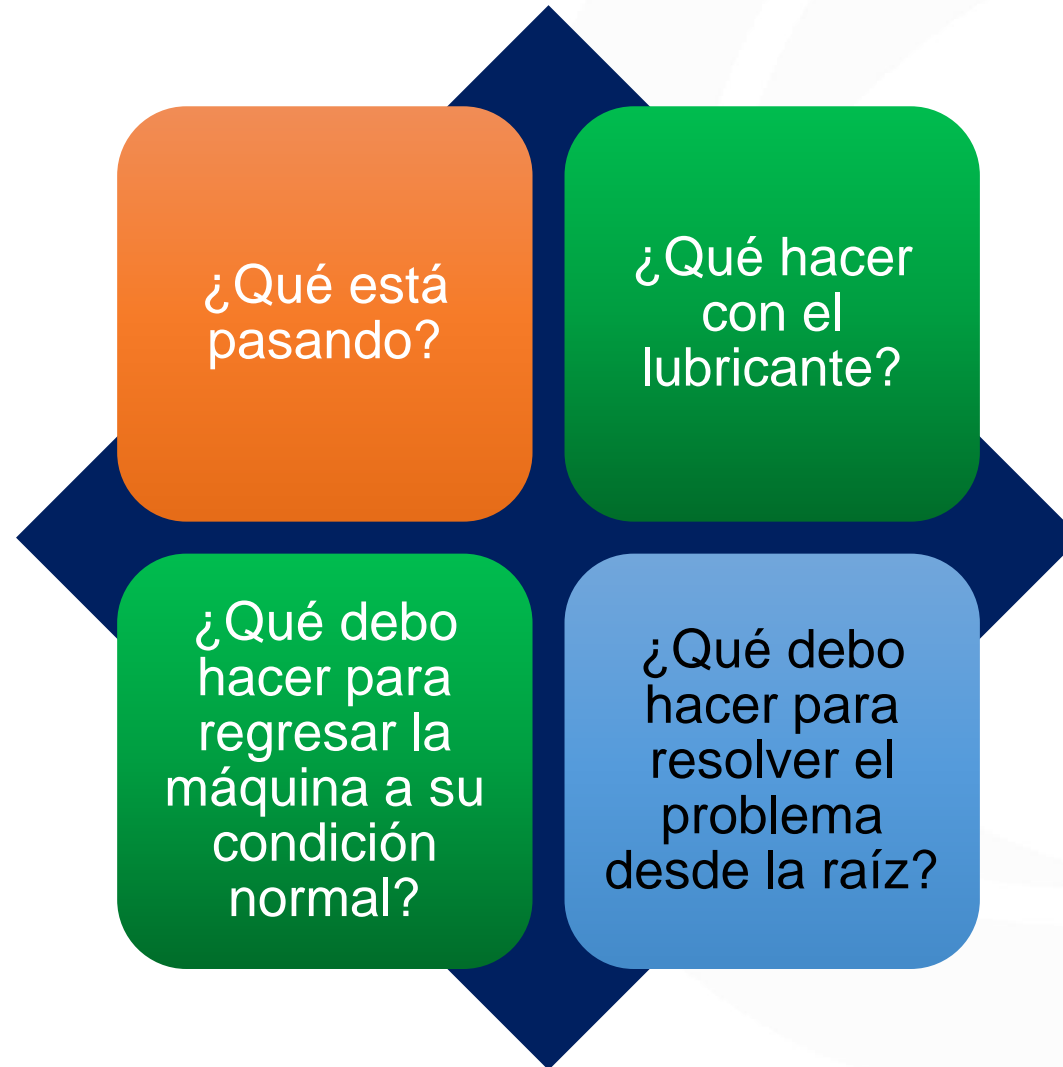 ¿Qué está
pasando?
¿Qué hacer
con el
lubricante?
¿Qué debo
hacer para
regresar la
máquina a su
condición
normal?
¿Qué debo
hacer para
resolver el
problema
desde la raíz?